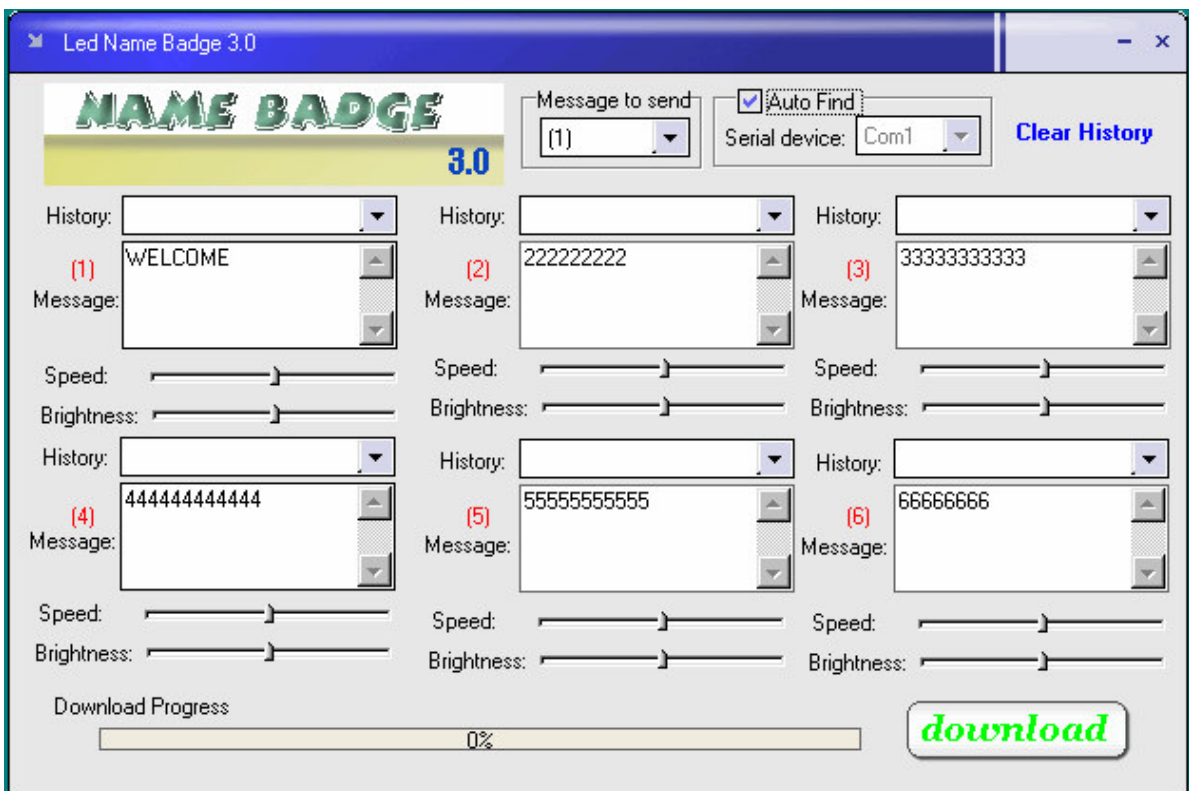 Led Name Badge 3.0
NAME BADGE
3.0
Message to send
(1)
Auto Find
Serial device: Com1
Clear History
History:
(1)
Message:
WELCOME
Speed:
Brightness:
History:
(2)
Message:
222222222
Speed:
Brightness:
History:
(3)
Message:
33333333333
Speed:
Brightness:
History:
(4)
Message:
444444444444
Speed:
Brightness:
History:
(5)
Message:
55555555555
Speed:
Brightness:
History:
(6)
Message:
66666666
Speed:
Brightness:
Download Progress
0%
download